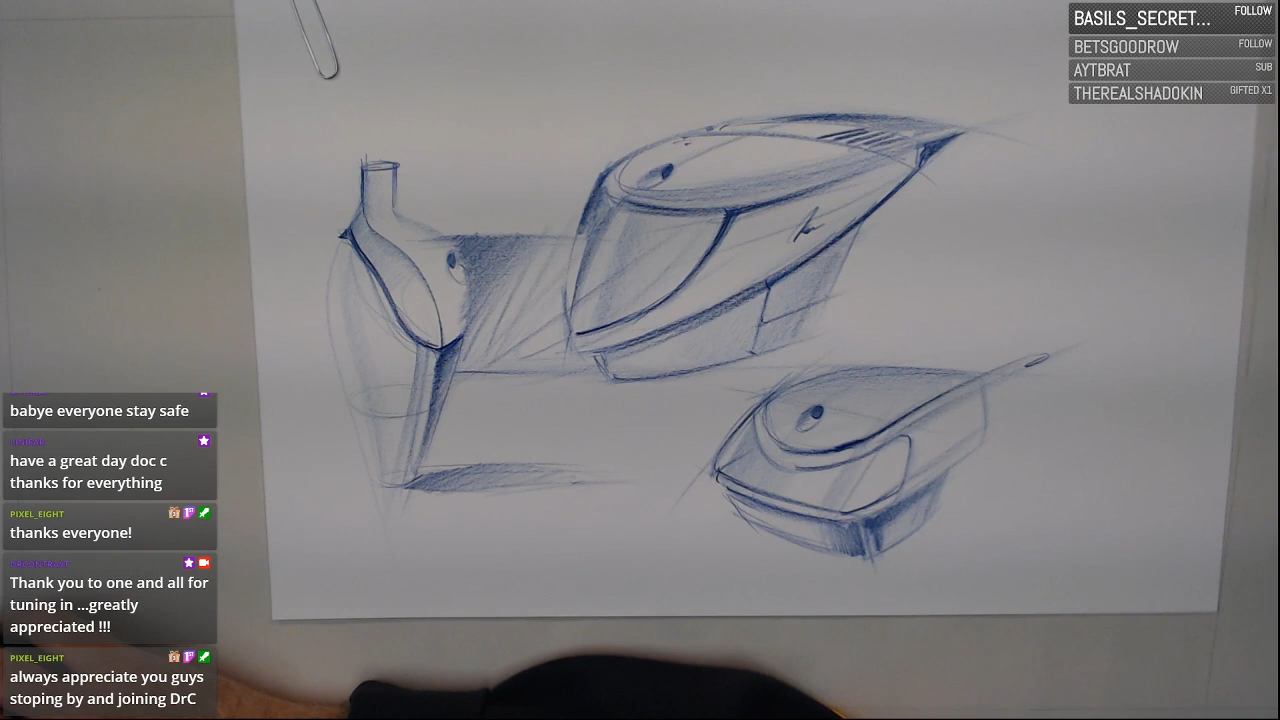 BASILS_SECRET... FOLLOW
BETSGOODROW FOLLOW
AYTBRAT SUB
THEREALSHADOKIN GIFTED X1
babye everyone stay safe
have a great day doc c
thanks for everything
PIXEL_EIGHT
thanks everyone!
Thank you to one and all for
tuning in ...greatly
appreciated !!!
PIXEL_EIGHT
always appreciate you guys
stoping by and joining DrC